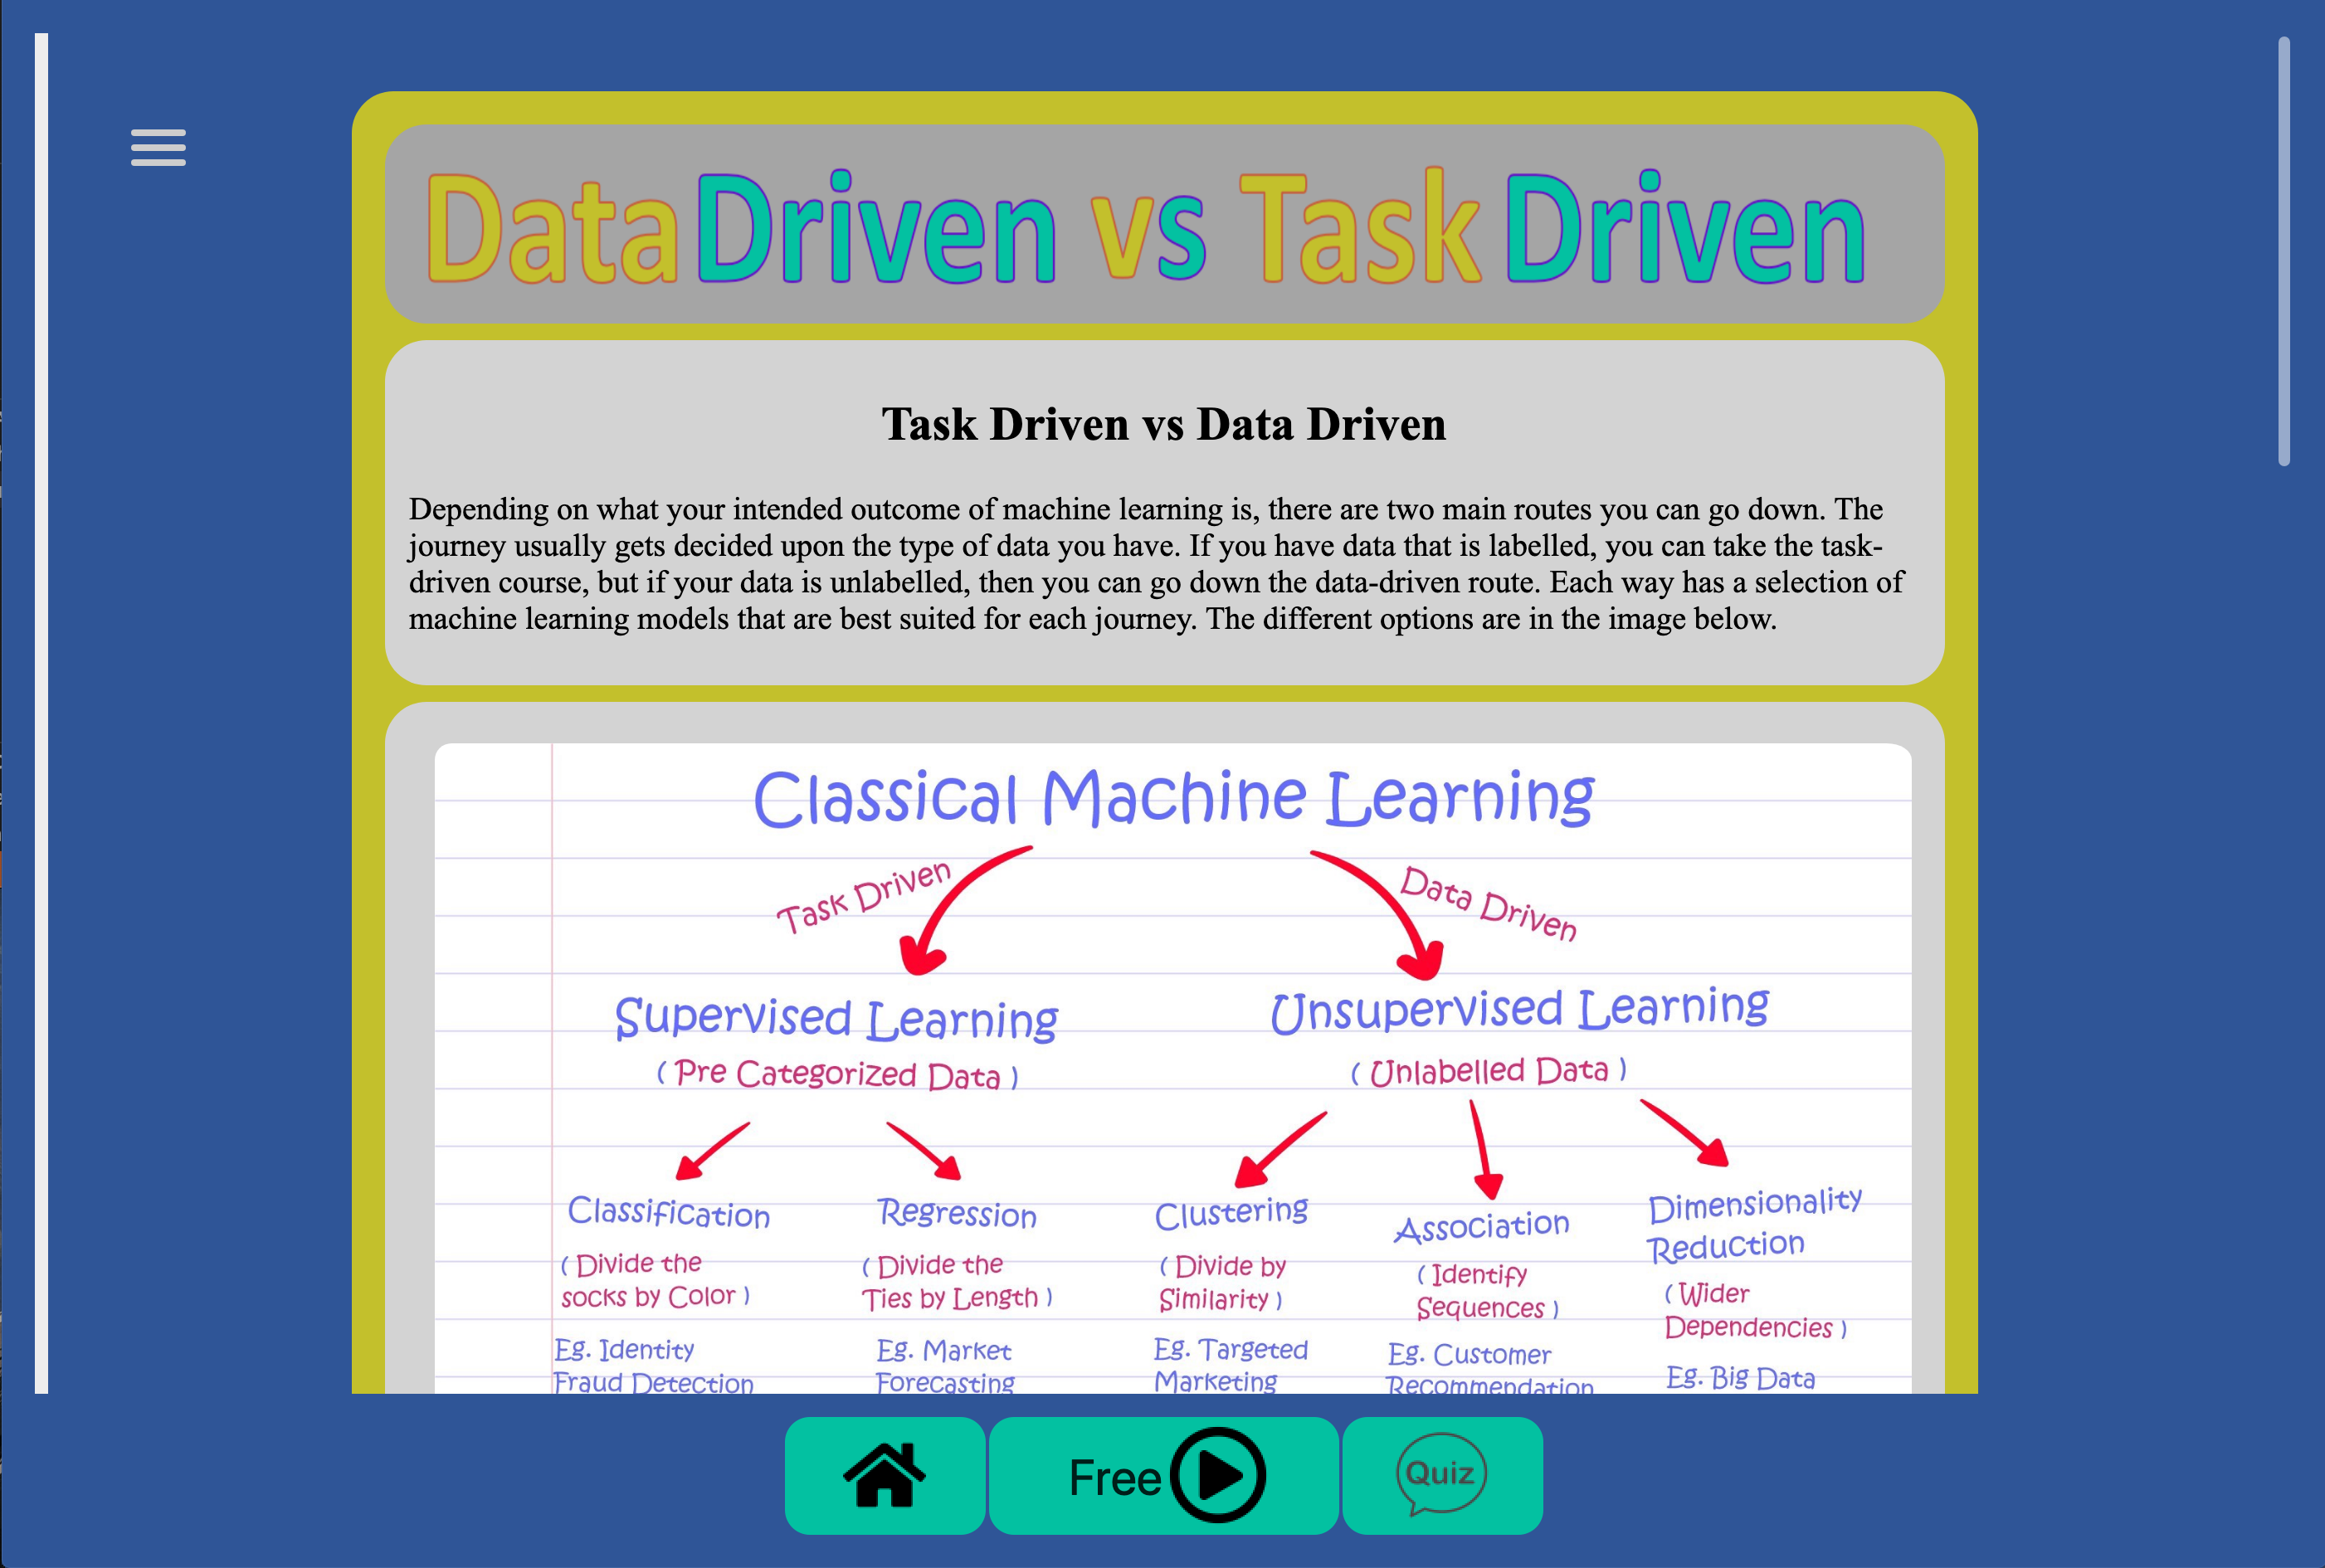 Data Driven vs Task Driven
Task Driven vs Data Driven
Depending on what your intended outcome of machine learning is, there are two main routes you can go down. The
journey usually gets decided upon the type of data you have. If you have data that is labelled, you can take the task-
driven course, but if your data is unlabelled, then you can go down the data-driven route. Each way has a selection of
machine learning models that are best suited for each journey. The different options are in the image below.
Classical Machine Learning
Task Driven
Data Driven
Supervised Learning
( Pre Categorized Data )
Unsupervised Learning
( Unlabelled Data )
Classification
( Divide the
socks by Color )
Eg. Identity
Fraud Detection
Regression
( Divide the
Ties by Length )
Eg. Market
Forecasting
Clustering
( Divide by
Similarity )
Eg. Targeted
Marketing
Association
( Identify
Sequences )
Eg. Customer
Recommendation
Dimensionality
Reduction
( Wider
Dependencies )
Eg. Big Data
Free
Quiz